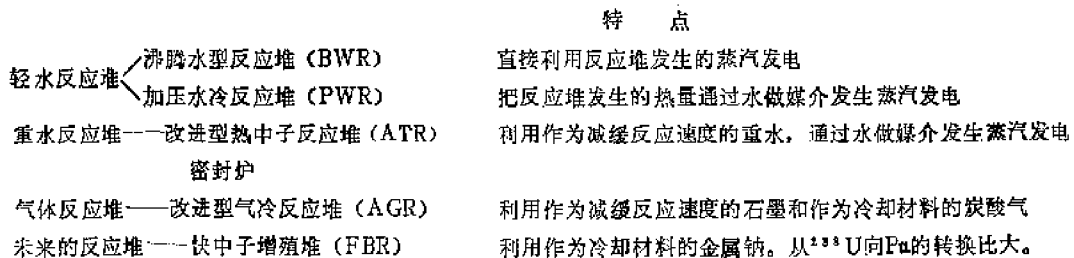 特 点
沸腾水型反应堆（BWR） 直接利用反应堆发生的蒸汽发电
轻水反应堆
加压水冷反应堆（PWR） 把反应堆发生的热量通过水做媒介发生蒸汽发电
重水反应堆——改进型热中子反应堆（ATR） 利用作为减缓反应速度的重水，通过水做媒介发生蒸汽发电
密封炉
气体反应堆——改进型气冷反应堆（AGR） 利用作为减缓反应速度的石墨和作为冷却材料的炭酸气
未来的反应堆——快中子增殖堆（FBR） 利用作为冷却材料的金属钠。从²³⁸U向Pu的转换比大。